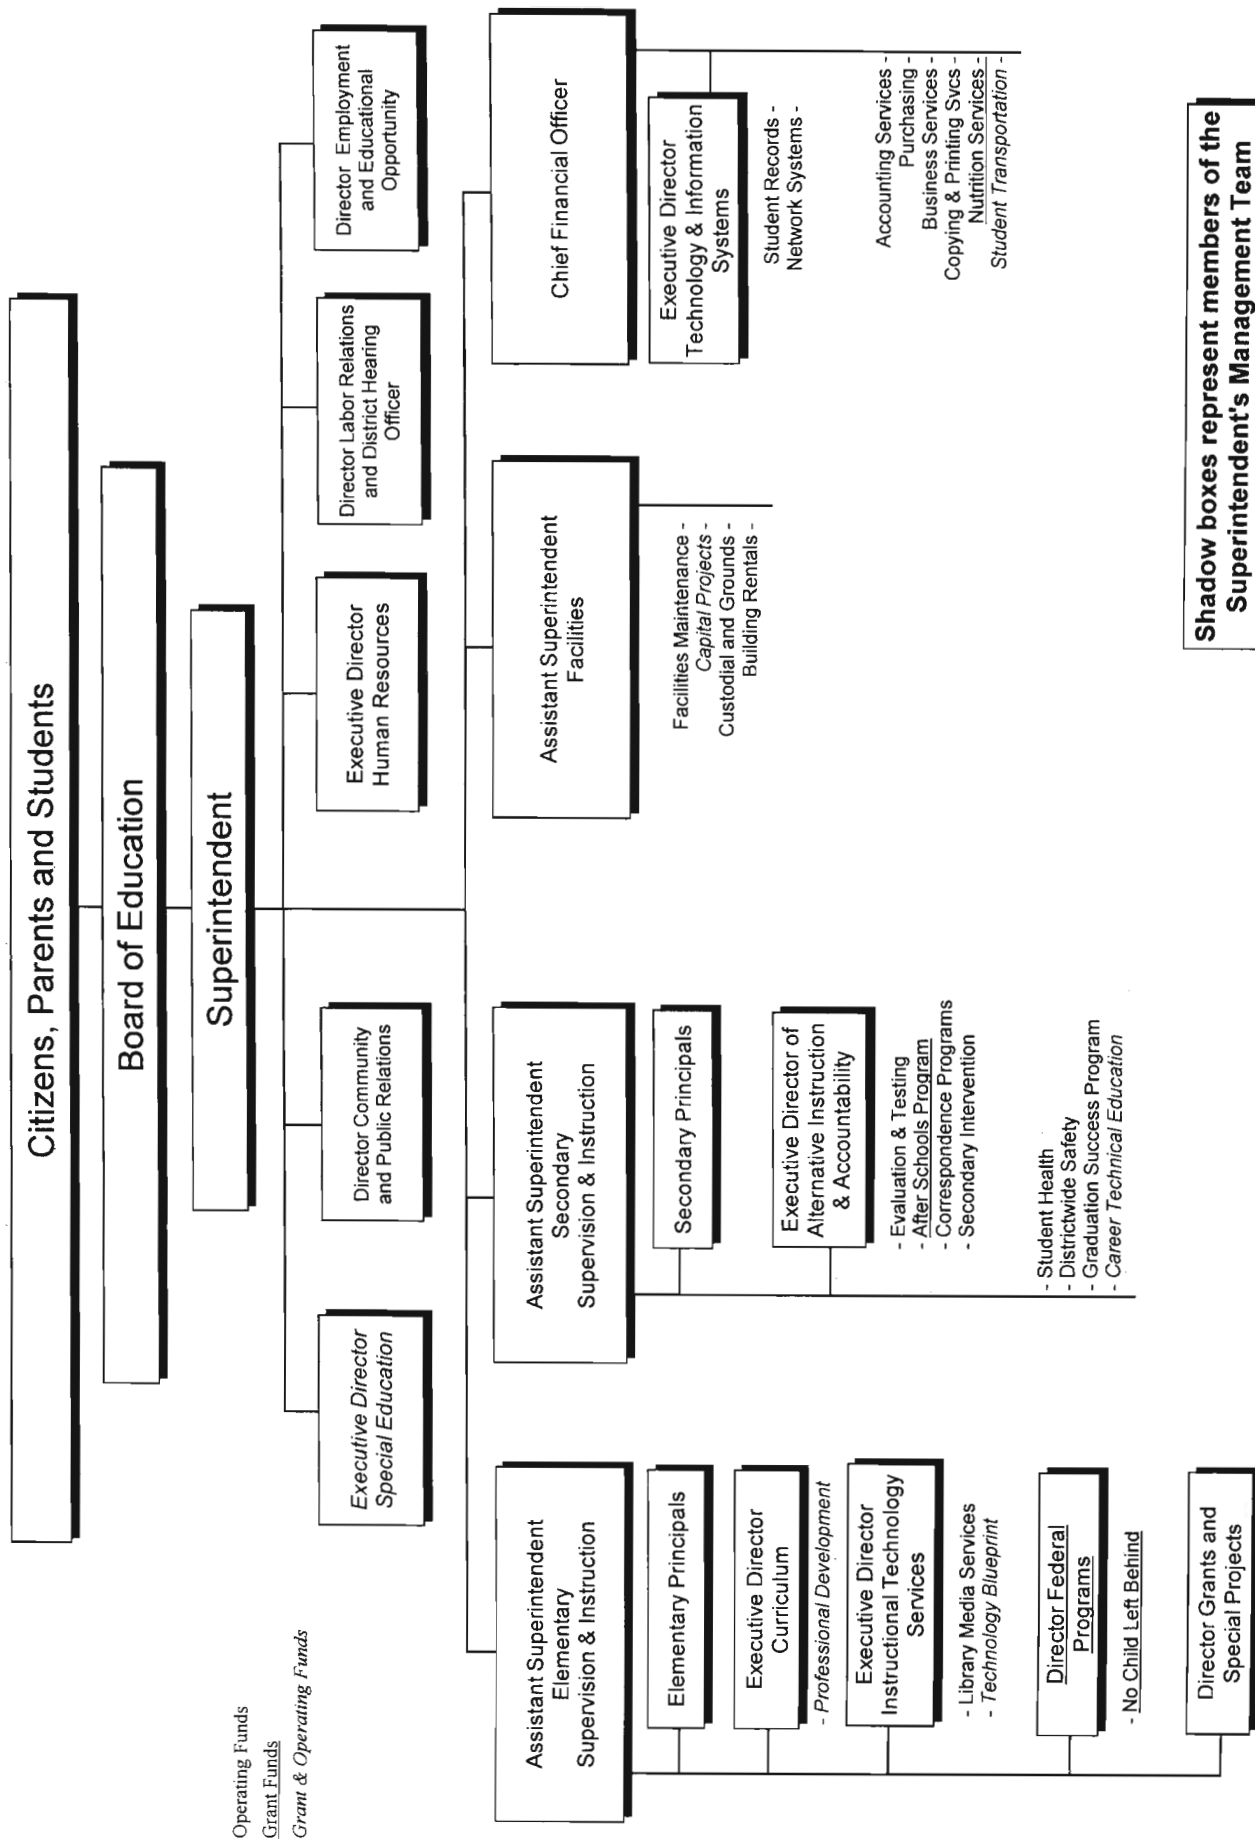 Citizens, Parents and Students
Board of Education
Superintendent
Operating Funds
Grant Funds
Grant & Operating Funds
Executive Director
Special Education
Director Community
and Public Relations
Executive Director
Human Resources
Director Labor Relations
and District Hearing
Officer
Director Employment
and Educational
Opportunity
Assistant Superintendent
Elementary
Supervision & Instruction
Elementary Principals
Executive Director
Curriculum
- Professional Development
Executive Director
Instructional Technology
Services
- Library Media Services
- Technology Blueprint
Director Federal
Programs
- No Child Left Behind
Director Grants and
Special Projects
Assistant Superintendent
Secondary
Supervision & Instruction
Secondary Principals
Executive Director of
Alternative Instruction
& Accountability
- Evaluation & Testing
- After Schools Program
- Correspondence Programs
- Secondary Intervention
- Student Health
- Districtwide Safety
- Graduation Success Program
- Career Technical Education
Assistant Superintendent
Facilities
Facilities Maintenance -
Capital Projects -
Custodial and Grounds -
Building Rentals -
Chief Financial Officer
Executive Director
Technology & Information
Systems
Student Records -
Network Systems -
Accounting Services -
Purchasing -
Business Services -
Copying & Printing Svcs -
Nutrition Services -
Student Transportation -
Shadow boxes represent members of the
Superintendent's Management Team